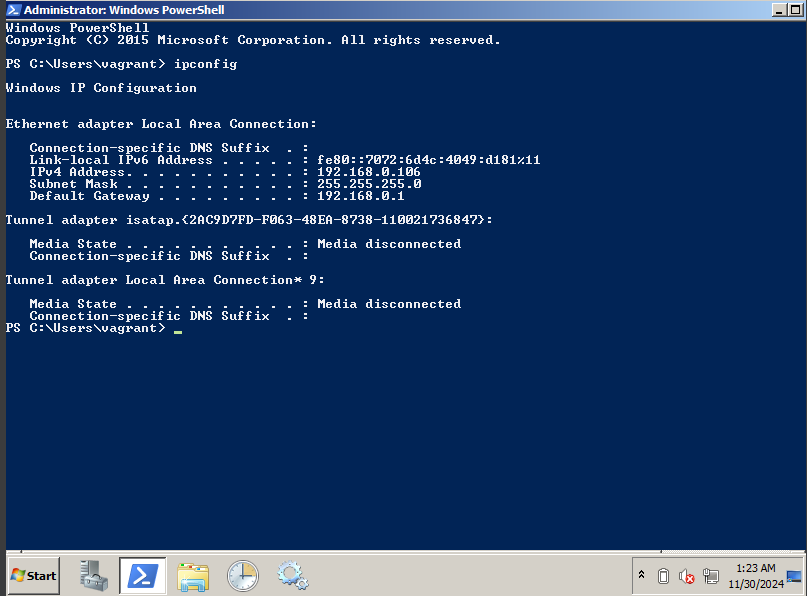 Administrator: Windows PowerShell
Windows PowerShell
Copyright (C) 2015 Microsoft Corporation. All rights reserved.
PS C:\Users\vagrant> ipconfig
Windows IP Configuration
Ethernet adapter Local Area Connection:
   Connection-specific DNS Suffix  . :
   Link-local IPv6 Address . . . . . : fe80::7072:6d4c:4049:d181%11
   IPv4 Address. . . . . . . . . . . : 192.168.0.106
   Subnet Mask . . . . . . . . . . . : 255.255.255.0
   Default Gateway . . . . . . . . . : 192.168.0.1
Tunnel adapter isatap.{2AC9D7FD-F063-48EA-8738-110021736847}:
   Media State . . . . . . . . . . . : Media disconnected
   Connection-specific DNS Suffix  . :
Tunnel adapter Local Area Connection* 9:
   Media State . . . . . . . . . . . : Media disconnected
   Connection-specific DNS Suffix  . :
PS C:\Users\vagrant> _
Start
1:23 AM
11/30/2024